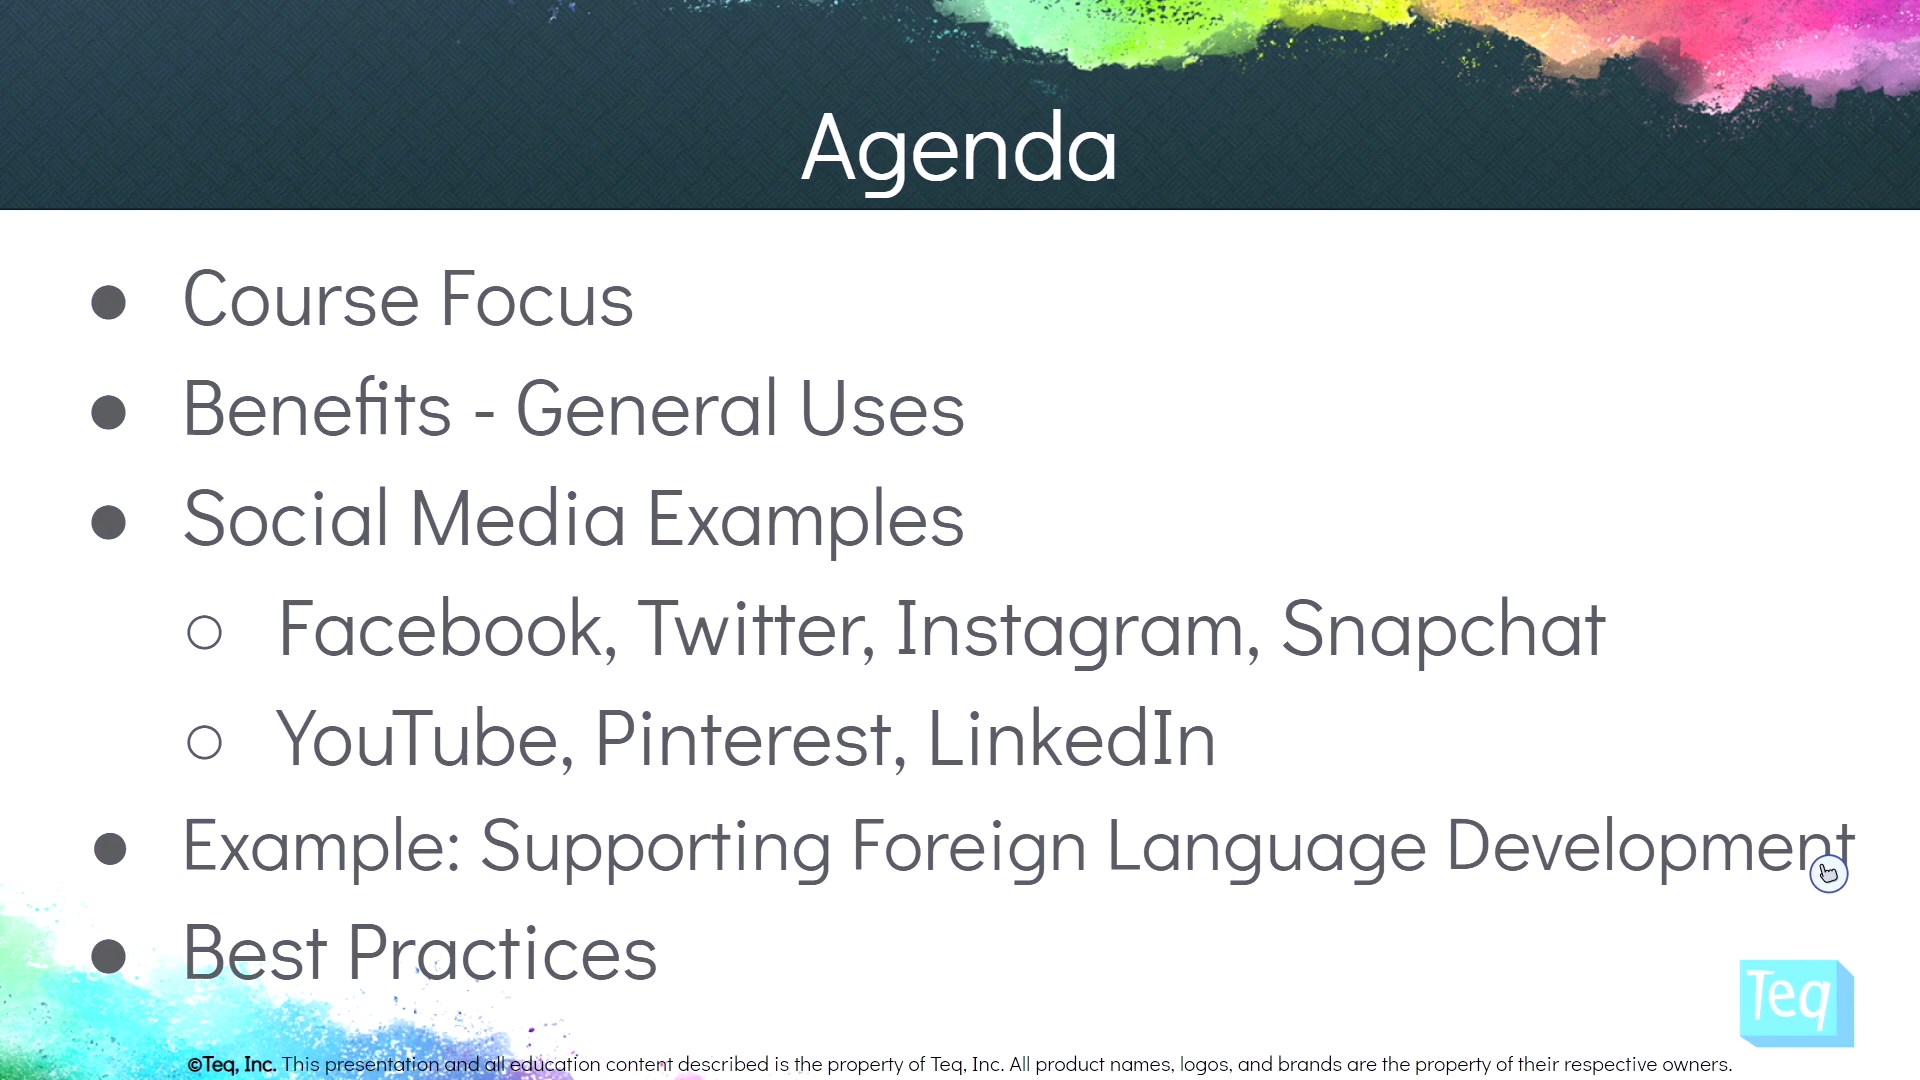 Agenda
● Course Focus
● Benefits - General Uses
● Social Media Examples
○ Facebook, Twitter, Instagram, Snapchat
○ YouTube, Pinterest, LinkedIn
● Example: Supporting Foreign Language Development
● Best Practices
Teq
©Teq, Inc. This presentation and all education content described is the property of Teq, Inc. All product names, logos, and brands are the property of their respective owners.